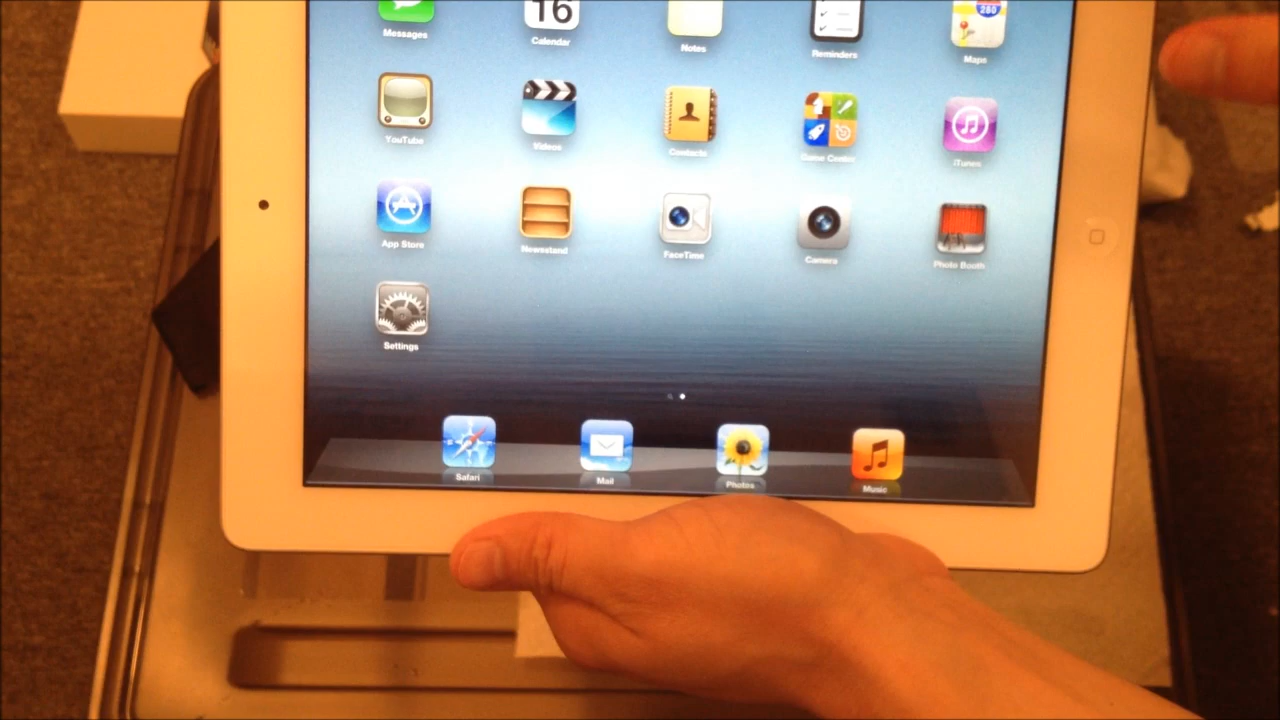 Messages
16
Calendar
Notes
Reminders
280
Maps
YouTube
Videos
Contacts
Game Center
iTunes
App Store
Newsstand
FaceTime
Camera
Photo Booth
Settings
Safari
Mail
Photos
Music